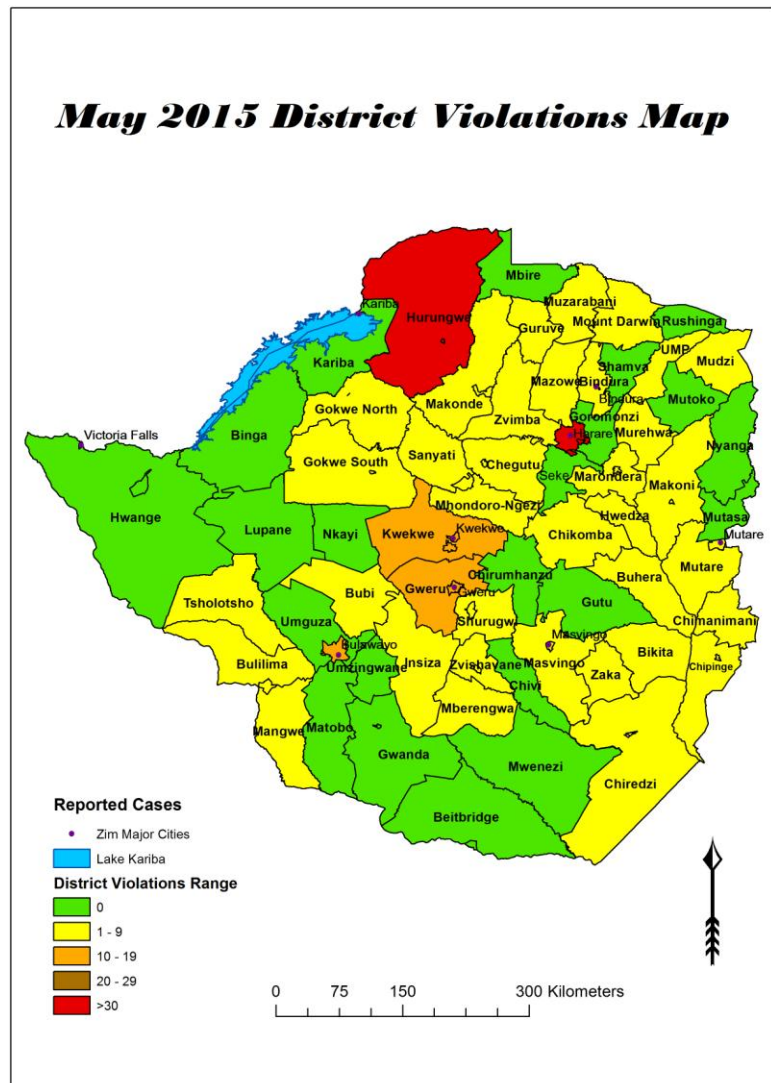 May 2015 District Violations Map
Mbire
Kariba
Hurungwe
Muzarabani
Guruve
Mount Darwin
Rushinga
Kariba
UMP
Mudzi
Shamva
Mazowe
Bindura
Bindura
Mutoko
Makonde
Gokwe North
Zvimba
Goromonzi
Harare
Murehwa
Binga
Victoria Falls
Nyanga
Gokwe South
Sanyati
Chegutu
Seke
Marondera
Makoni
Hwange
Mhondoro-Ngezi
Hwedza
Mutasa
Lupane
Nkayi
Kwekwe
Kwekwe
Chikomba
Mutare
Mutare
Chirumhanzu
Buhera
Gweru
Gweru
Tsholotsho
Bubi
Gutu
Umguza
Shurugwi
Chimanimani
Masvingo
Bulawayo
Bikita
Bulilima
Umzingwane
Insiza
Zvishavane
Masvingo
Zaka
Chipinge
Chivi
Mberengwa
Mangwe
Matobo
Gwanda
Mwenezi
Chiredzi
Beitbridge
Reported Cases
Zim Major Cities
Lake Kariba
District Violations Range
0
1 - 9
10 - 19
20 - 29
>30
0 75 150 300 Kilometers